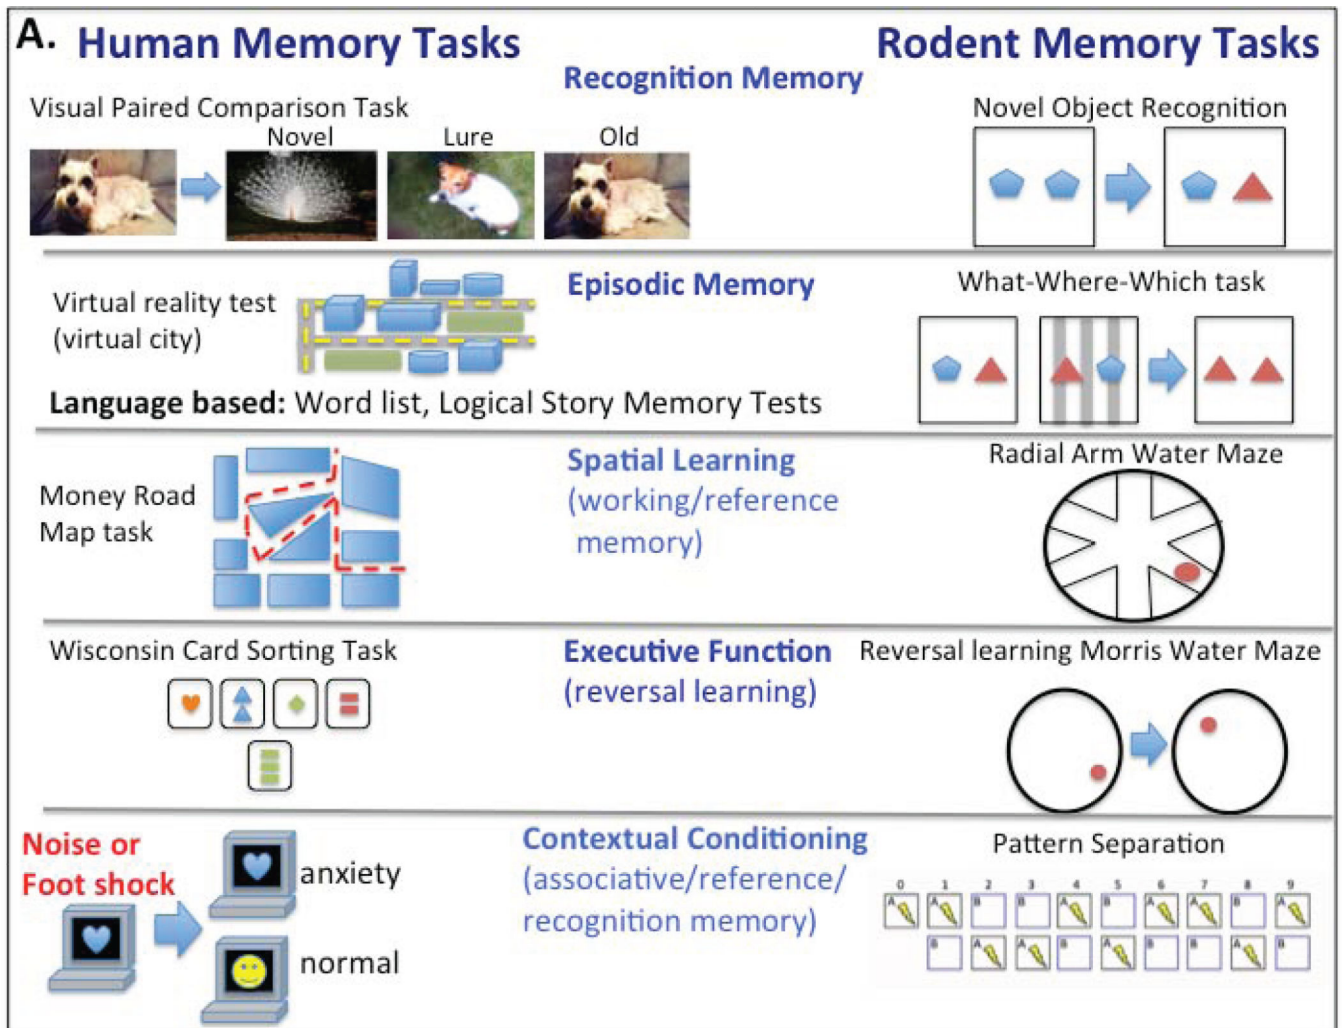 A. Human Memory Tasks
Rodent Memory Tasks
Recognition Memory
Visual Paired Comparison Task
Novel
Lure
Old
Novel Object Recognition
Episodic Memory
Virtual reality test
(virtual city)
What-Where-Which task
Language based: Word list, Logical Story Memory Tests
Spatial Learning
(working/reference
memory)
Money Road
Map task
Radial Arm Water Maze
Wisconsin Card Sorting Task
Executive Function
(reversal learning)
Reversal learning Morris Water Maze
Noise or
Foot shock
anxiety
normal
Contextual Conditioning
(associative/reference/
recognition memory)
Pattern Separation
0 1 2 3 4 5 6 7 8 9
A A B B A B A A B A
B A A B A B B A B